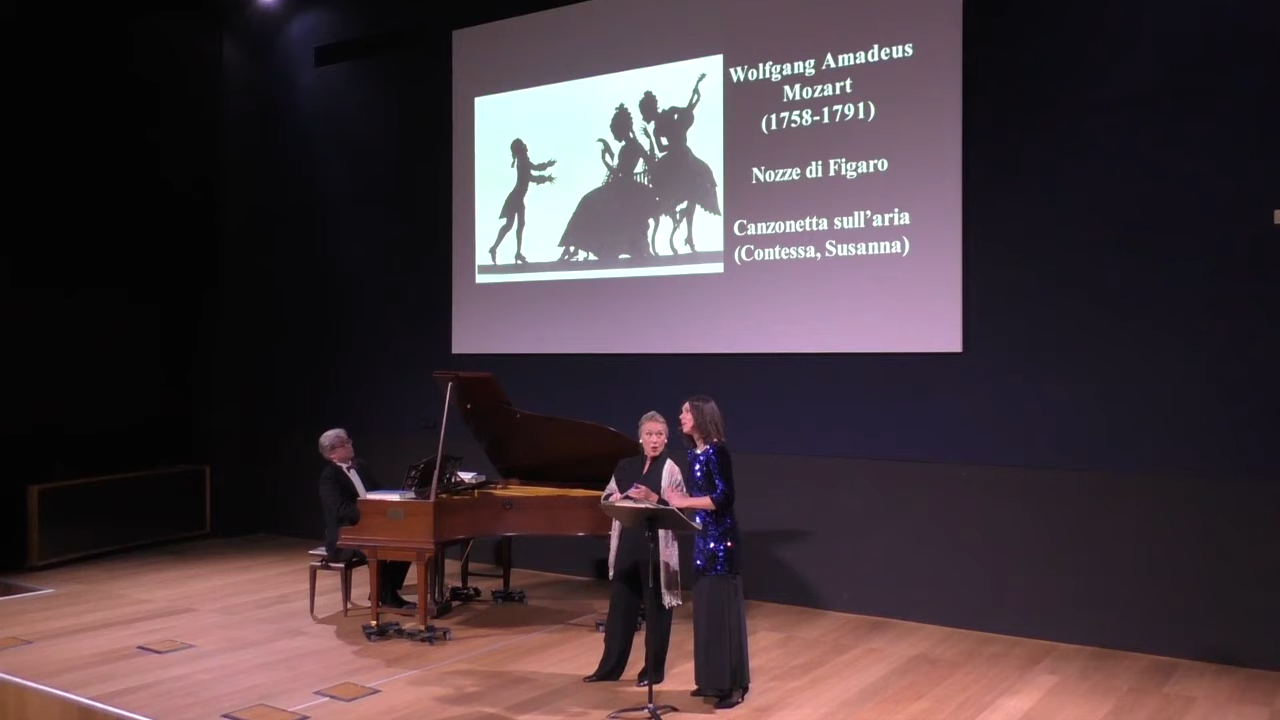 Wolfgang Amadeus
Mozart
(1758-1791)
Nozze di Figaro
Canzonetta sull'aria
(Contessa, Susanna)